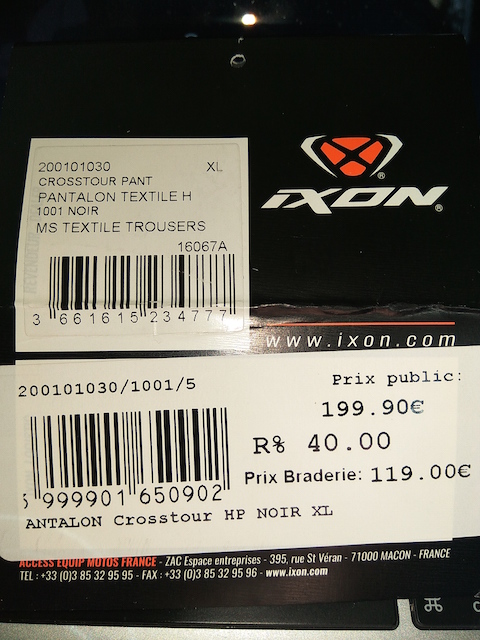 200101030 XL
CROSSTOUR PANT
PANTALON TEXTILE H
1001 NOIR
MS TEXTILE TROUSERS
16067A
3 661615 234777
iXON®
www.ixon.com
200101030/1001/5
Prix public:
199.90€
R% 40.00
Prix Braderie: 119.00€
999901 650902
ANTALON Crosstour HP NOIR XL
ACCESS EQUIP MOTOS FRANCE - ZAC Espace entreprises - 395, rue St Véran - 71000 MACON - FRANCE
TEL : +33 (0)3 85 32 95 95 - FAX : +33 (0)3 85 32 95 96 - www.ixon.com